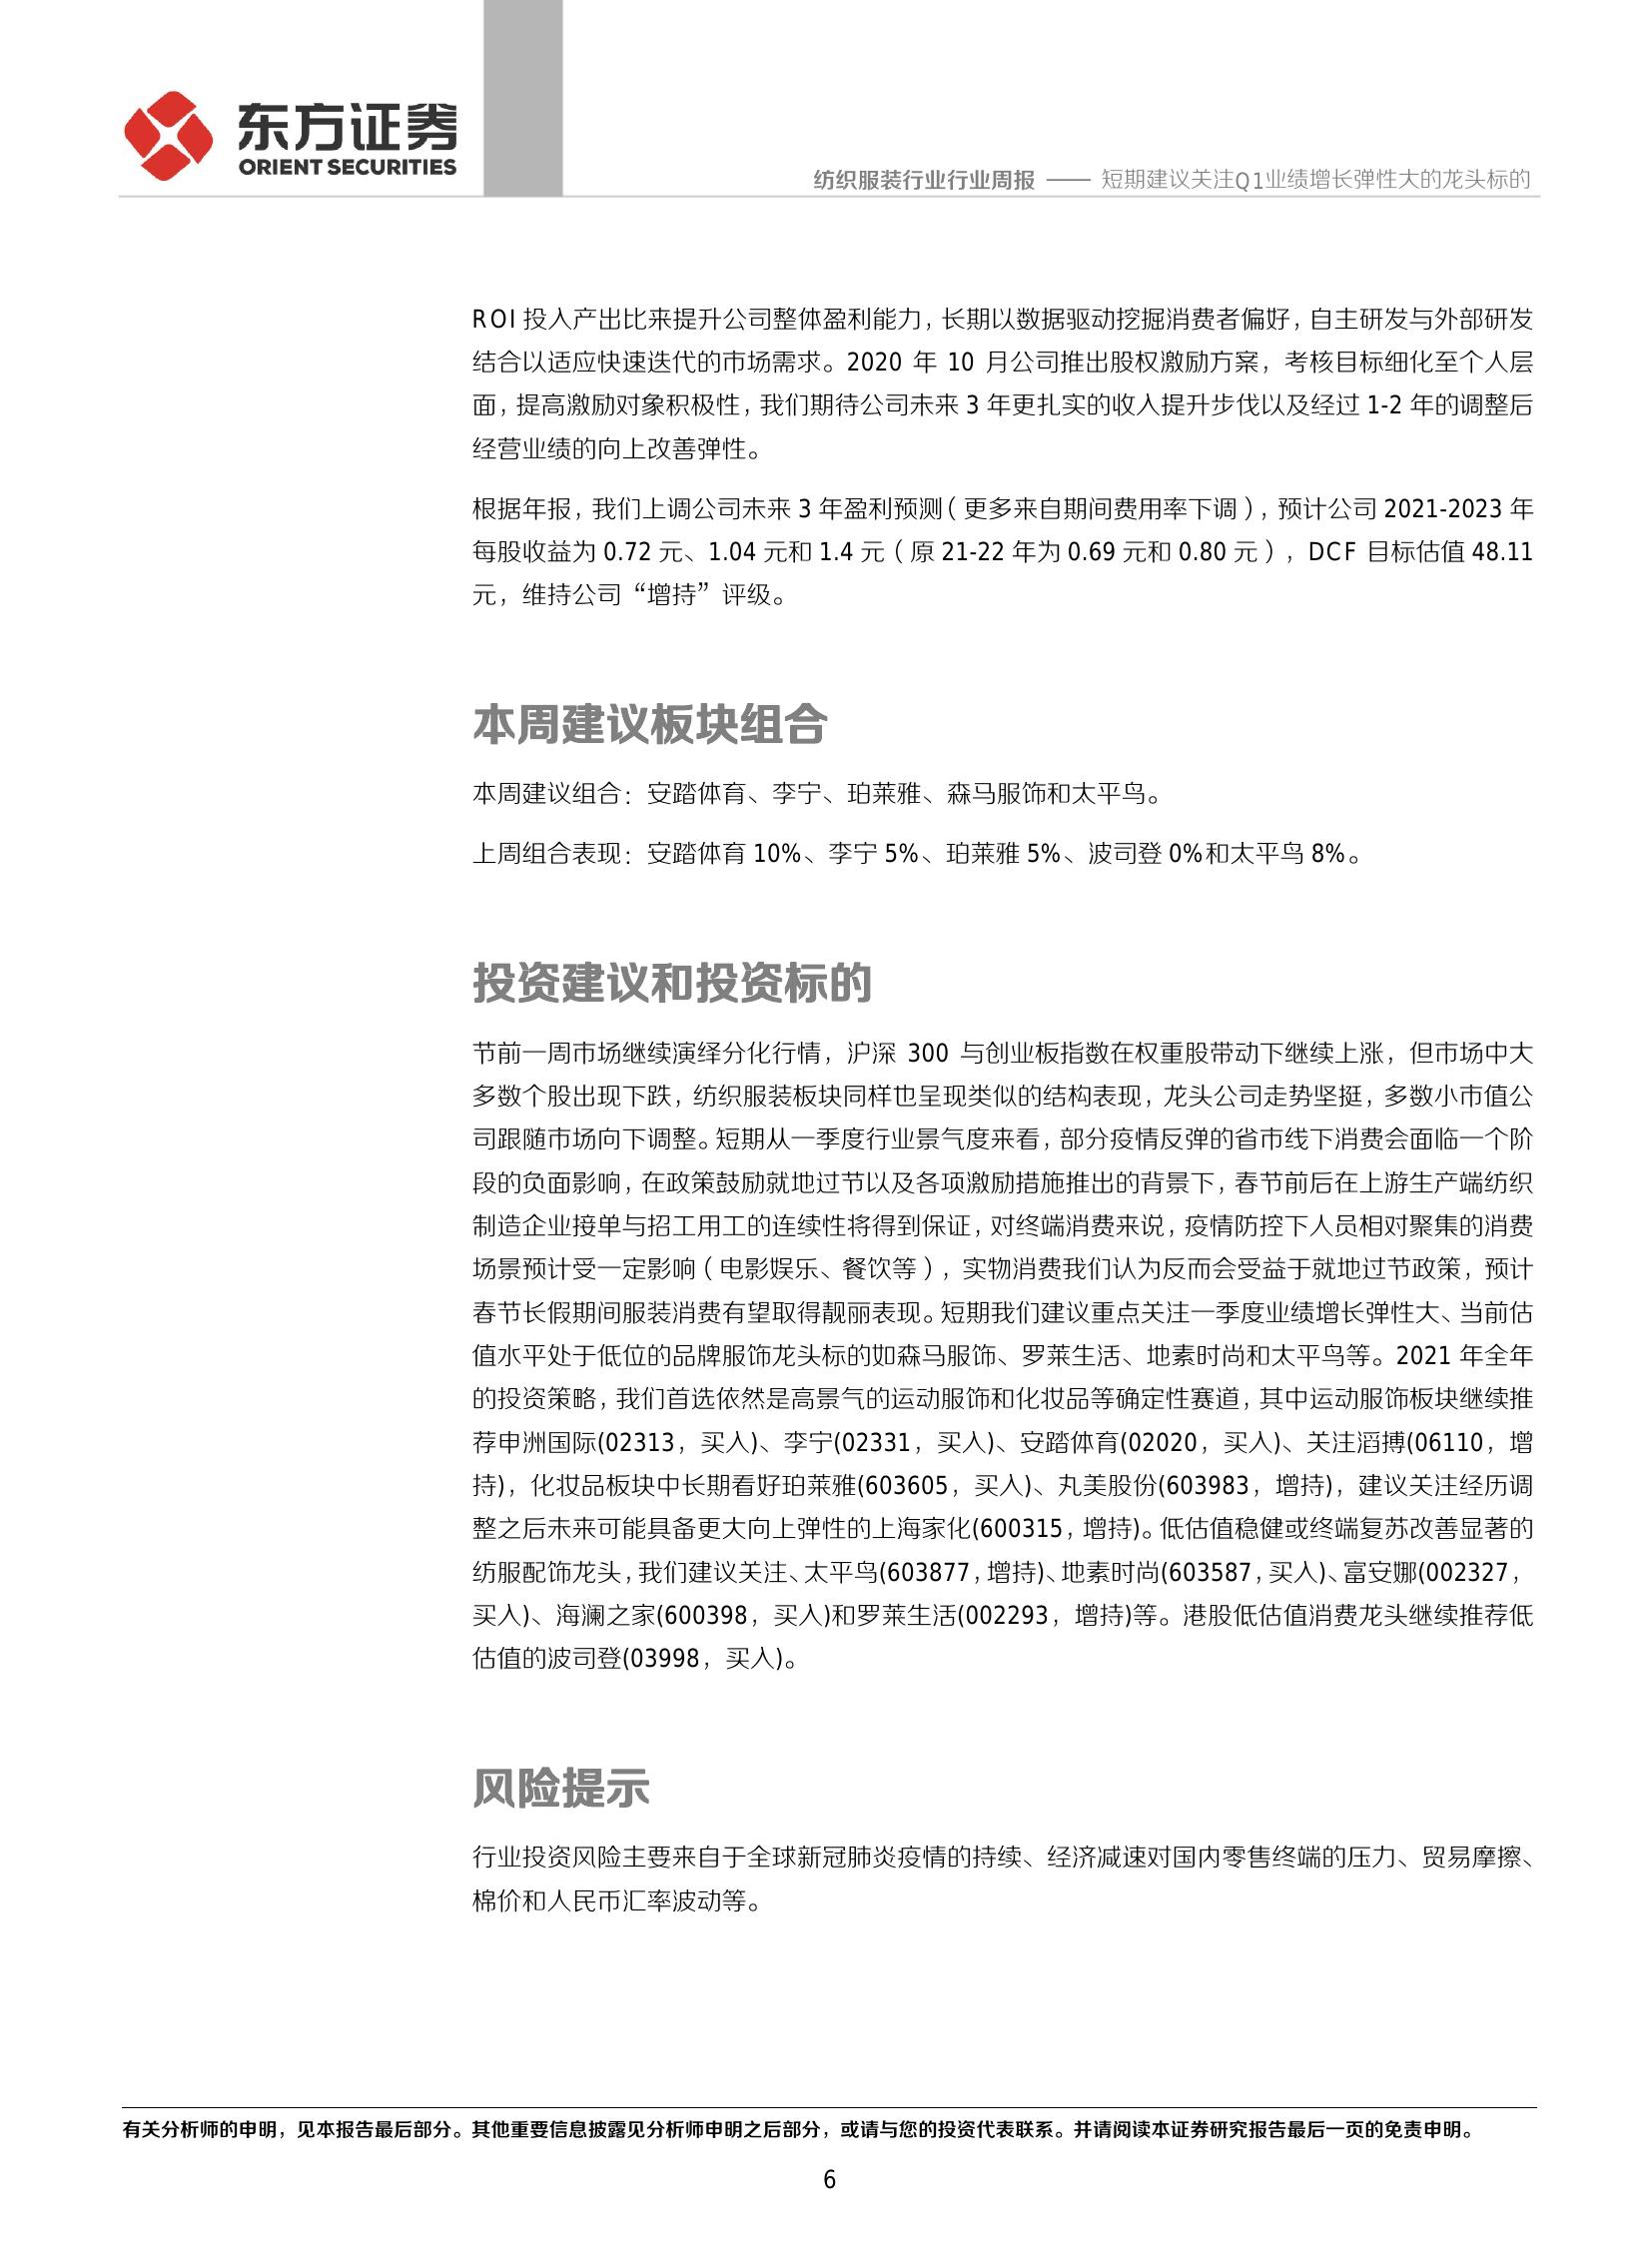 东方证券
ORIENT SECURITIES
纺织服装行业行业周报 —— 短期建议关注Q1业绩增长弹性大的龙头标的
ROI 投入产出比来提升公司整体盈利能力，长期以数据驱动挖掘消费者偏好，自主研发与外部研发
结合以适应快速迭代的市场需求。2020 年 10 月公司推出股权激励方案，考核目标细化至个人层
面，提高激励对象积极性，我们期待公司未来 3 年更扎实的收入提升步伐以及经过 1-2 年的调整后
经营业绩的向上改善弹性。
根据年报，我们上调公司未来 3 年盈利预测（更多来自期间费用率下调），预计公司 2021-2023 年
每股收益为 0.72 元、1.04 元和 1.4 元（原 21-22 年为 0.69 元和 0.80 元），DCF 目标估值 48.11
元，维持公司“增持”评级。
本周建议板块组合
本周建议组合：安踏体育、李宁、珀莱雅、森马服饰和太平鸟。
上周组合表现：安踏体育 10%、李宁 5%、珀莱雅 5%、波司登 0%和太平鸟 8%。
投资建议和投资标的
节前一周市场继续演绎分化行情，沪深 300 与创业板指数在权重股带动下继续上涨，但市场中大
多数个股出现下跌，纺织服装板块同样也呈现类似的结构表现，龙头公司走势坚挺，多数小市值公
司跟随市场向下调整。短期从一季度行业景气度来看，部分疫情反弹的省市线下消费会面临一个阶
段的负面影响，在政策鼓励就地过节以及各项激励措施推出的背景下，春节前后在上游生产端纺织
制造企业接单与招工用工的连续性将得到保证，对终端消费来说，疫情防控下人员相对聚集的消费
场景预计受一定影响（电影娱乐、餐饮等），实物消费我们认为反而会受益于就地过节政策，预计
春节长假期间服装消费有望取得靓丽表现。短期我们建议重点关注一季度业绩增长弹性大、当前估
值水平处于低位的品牌服饰龙头标的如森马服饰、罗莱生活、地素时尚和太平鸟等。2021 年全年
的投资策略，我们首选依然是高景气的运动服饰和化妆品等确定性赛道，其中运动服饰板块继续推
荐申洲国际(02313，买入)、李宁(02331，买入)、安踏体育(02020，买入)、关注滔搏(06110，增
持)，化妆品板块中长期看好珀莱雅(603605，买入)、丸美股份(603983，增持)，建议关注经历调
整之后未来可能具备更大向上弹性的上海家化(600315，增持)。低估值稳健或终端复苏改善显著的
纺服配饰龙头，我们建议关注、太平鸟(603877，增持)、地素时尚(603587，买入)、富安娜(002327，
买入)、海澜之家(600398，买入)和罗莱生活(002293，增持)等。港股低估值消费龙头继续推荐低
估值的波司登(03998，买入)。
风险提示
行业投资风险主要来自于全球新冠肺炎疫情的持续、经济减速对国内零售终端的压力、贸易摩擦、
棉价和人民币汇率波动等。
有关分析师的申明，见本报告最后部分。其他重要信息披露见分析师申明之后部分，或请与您的投资代表联系。并请阅读本证券研究报告最后一页的免责申明。
6